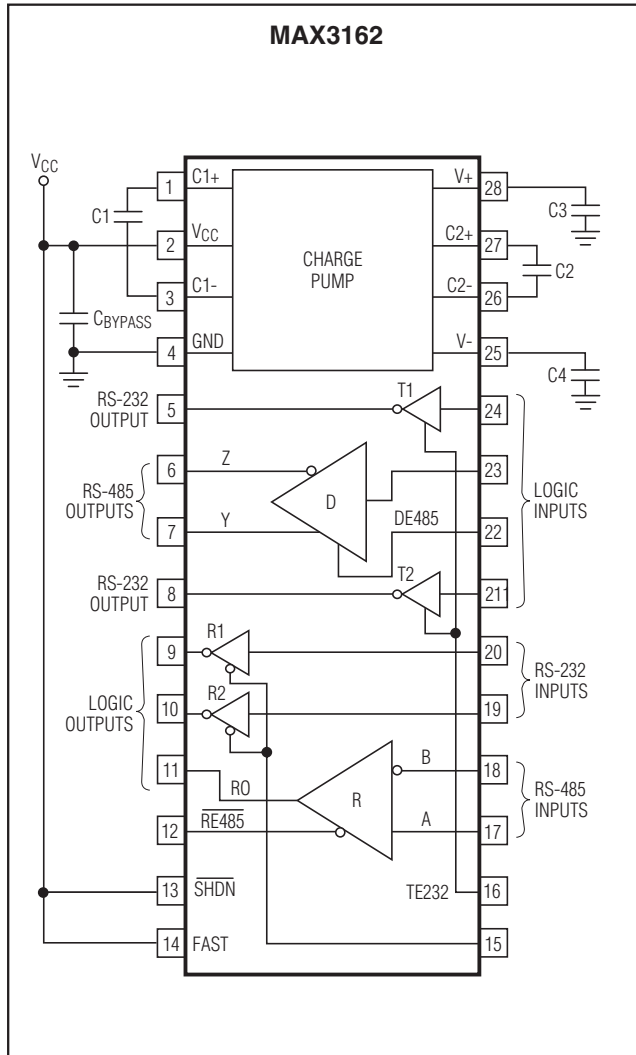 MAX3162
VCC
C1
CBYPASS
1
C1+
2
VCC
3
C1-
4
GND
CHARGE
PUMP
V+
28
C2+
27
C2-
26
V-
25
C3
C2
C4
RS-232
OUTPUT
5
T1
24
RS-485
OUTPUTS
6
Z
D
23
7
Y
DE485
22
LOGIC
INPUTS
RS-232
OUTPUT
8
T2
211
LOGIC
OUTPUTS
9
R1
20
10
R2
19
RS-232
INPUTS
11
RO
R
B
18
12
RE485
A
17
RS-485
INPUTS
13
SHDN
TE232
16
14
FAST
15